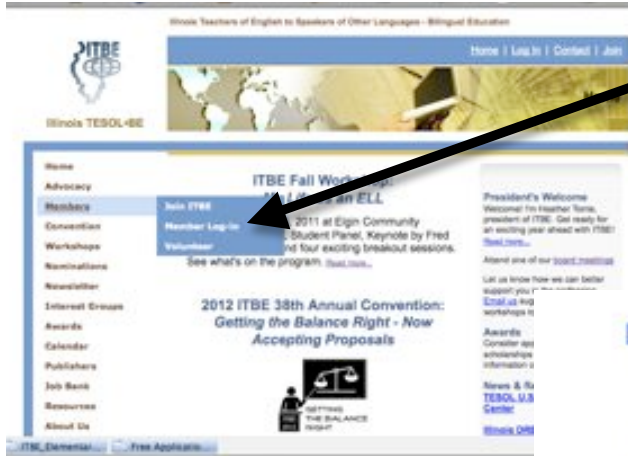 Illinois Teachers of English to Speakers of Other Languages - Bilingual Education
ITBE
Illinois TESOL•BE
Home | Log In | Contact | Join
Home
Advocacy
Members
Convention
Workshops
Nominations
Newsletter
Interest Groups
Awards
Calendar
Publishers
Job Bank
Resources
About Us
Join ITBE
Member Log-in
Volunteer
ITBE Fall Workshop:
an ELL
2011 at Elgin Community
Student Panel, Keynote by Fred
nd four exciting breakout sessions.
See what's on the program. Read more...
2012 ITBE 38th Annual Convention:
Getting the Balance Right - Now
Accepting Proposals
GETTING
THE BALANCE
RIGHT
President's Welcome
Welcome! I'm Heather Torrie,
president of ITBE. Get ready for
an exciting year ahead with ITBE!
Read more...
Attend one of our board meetings
Let us know how we can better
support you
Email us
workshops
Awards
Consider
scholarships
information
News &
TESOL U.S
Center
Illinois
ITBE_Elementar...
Free Applicatio...